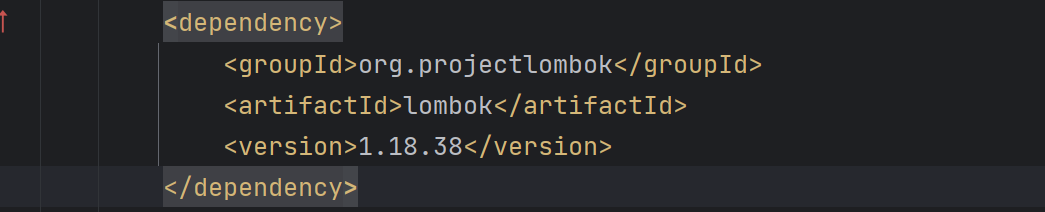 <dependency>
<groupId>org.projectlombok</groupId>
<artifactId>lombok</artifactId>
<version>1.18.38</version>
</dependency>